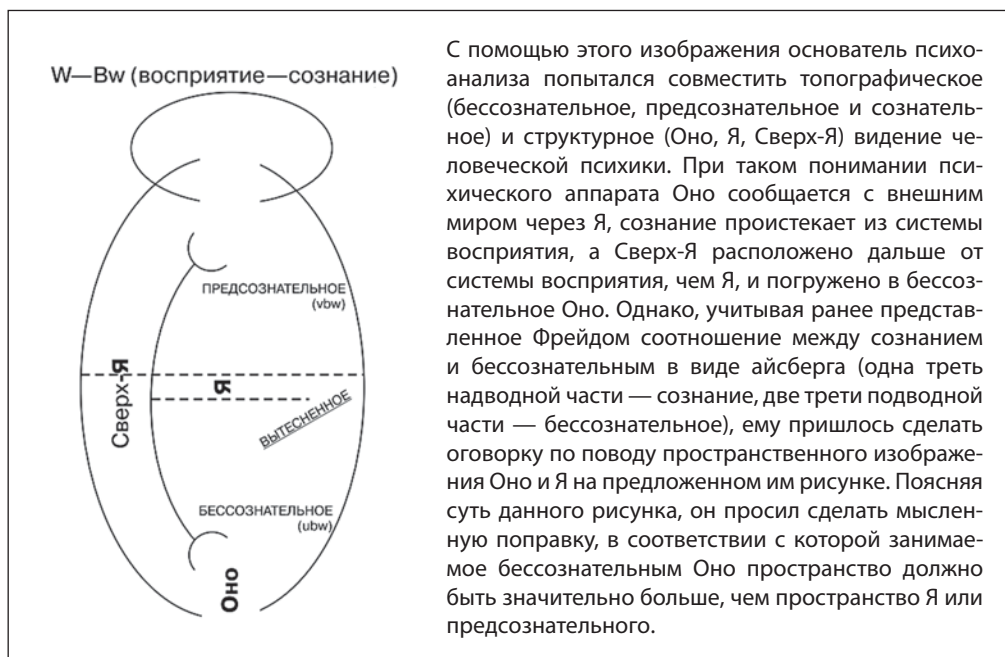 W—Bw (восприятие—сознание)
ПРЕДСОЗНАТЕЛЬНОЕ
(vbw)
Сверх-Я
Я
ВЫТЕСНЕННОЕ
БЕССОЗНАТЕЛЬНОЕ
(ubw)
Оно
С помощью этого изображения основатель психо-
анализа попытался совместить топографическое
(бессознательное, предсознательное и сознатель-
ное) и структурное (Оно, Я, Сверх-Я) видение че-
ловеческой психики. При таком понимании пси-
хического аппарата Оно сообщается с внешним
миром через Я, сознание проистекает из системы
восприятия, а Сверх-Я расположено дальше от
системы восприятия, чем Я, и погружено в бессоз-
нательное Оно. Однако, учитывая ранее представ-
ленное Фрейдом соотношение между сознанием
и бессознательным в виде айсберга (одна треть
надводной части — сознание, две трети подводной
части — бессознательное), ему пришлось сделать
оговорку по поводу пространственного изображе-
ния Оно и Я на предложенном им рисунке. Поясняя
суть данного рисунка, он просил сделать мыслен-
ную поправку, в соответствии с которой занимае-
мое бессознательным Оно пространство должно
быть значительно больше, чем пространство Я или
предсознательного.